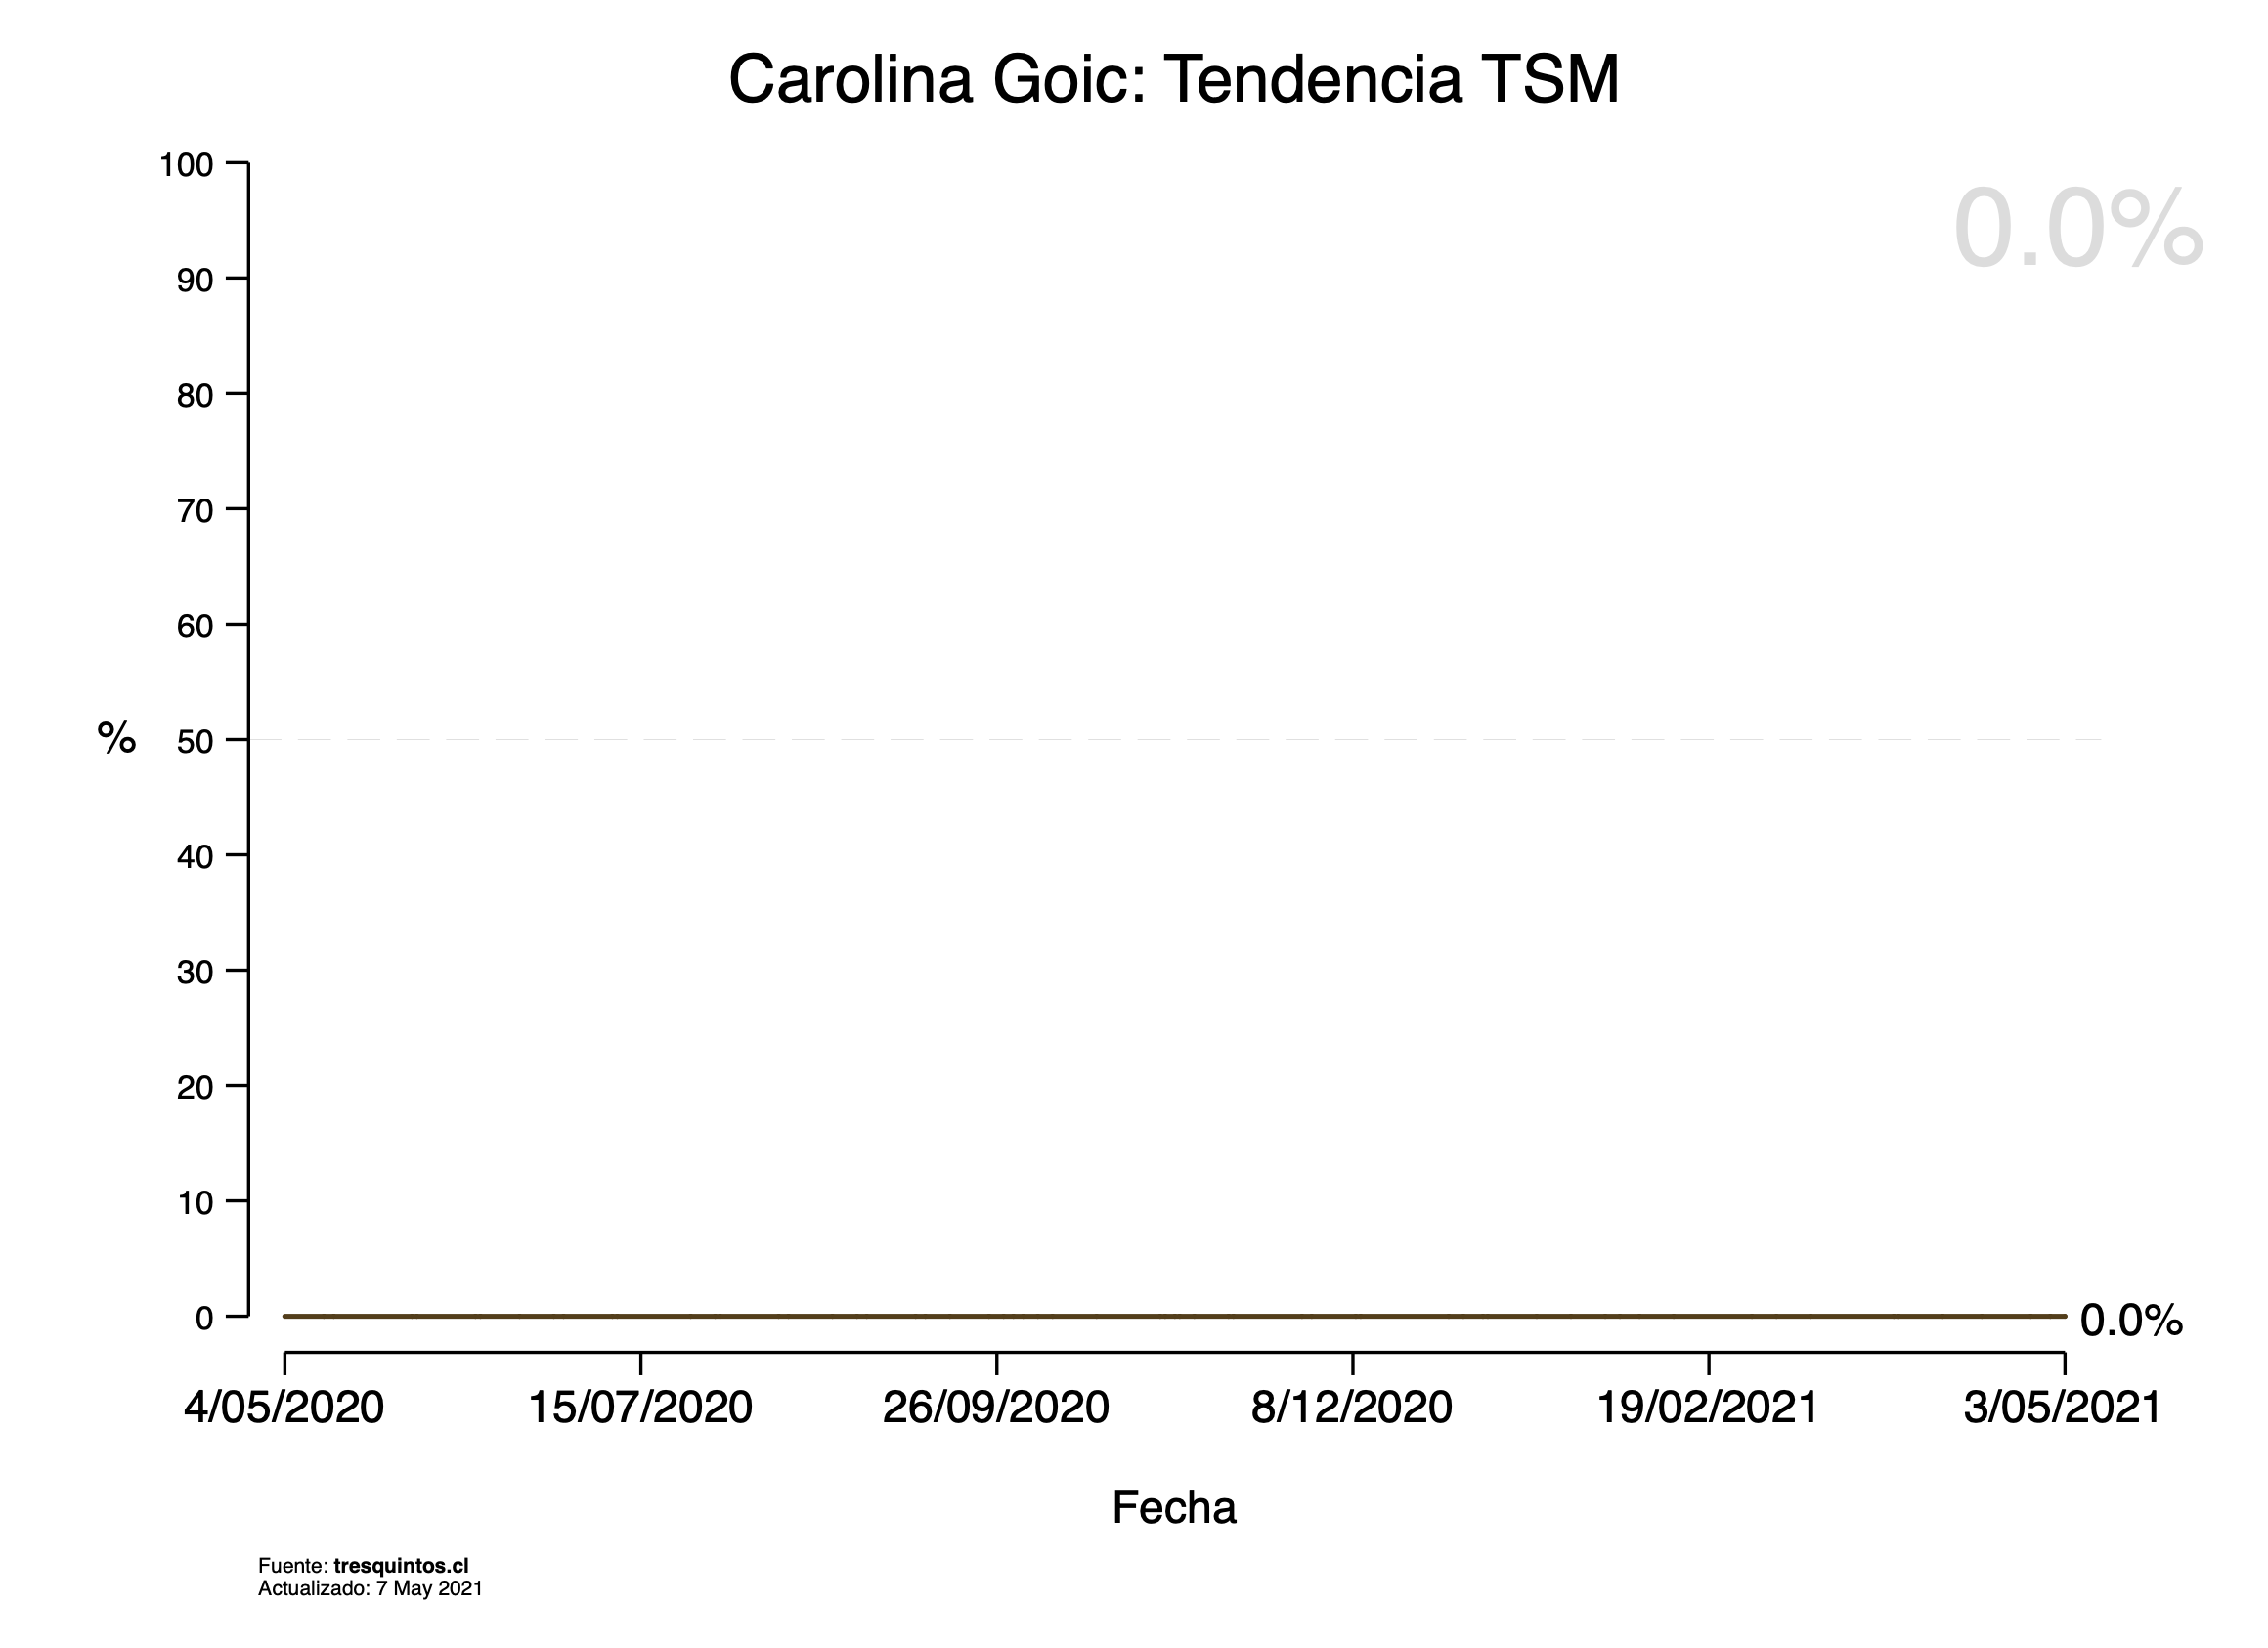 Carolina Goic: Tendencia TSM
0.0%
100
90
80
70
60
% 50
40
30
20
10
0
0.0%
4/05/2020 15/07/2020 26/09/2020 8/12/2020 19/02/2021 3/05/2021
Fecha
Fuente: tresquintos.cl
Actualizado: 7 May 2021